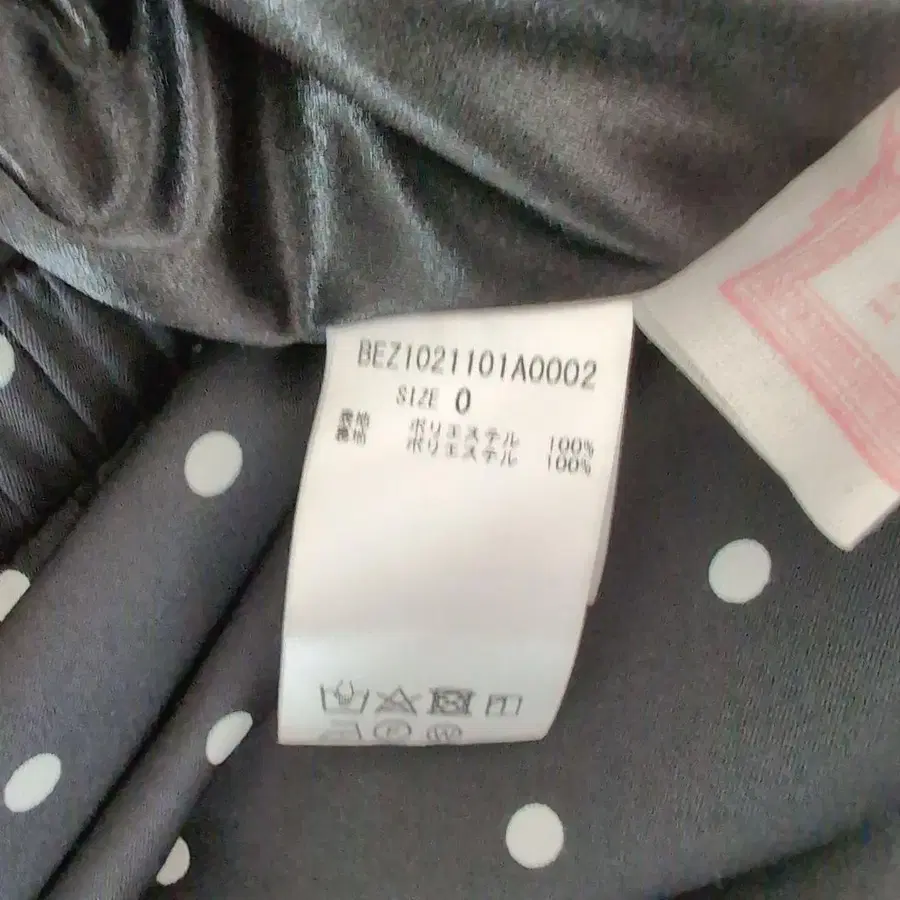 BEZ1021101A0002
SIZE 0
表地 ポリエステル 100%
裏地 ポリエステル 100%